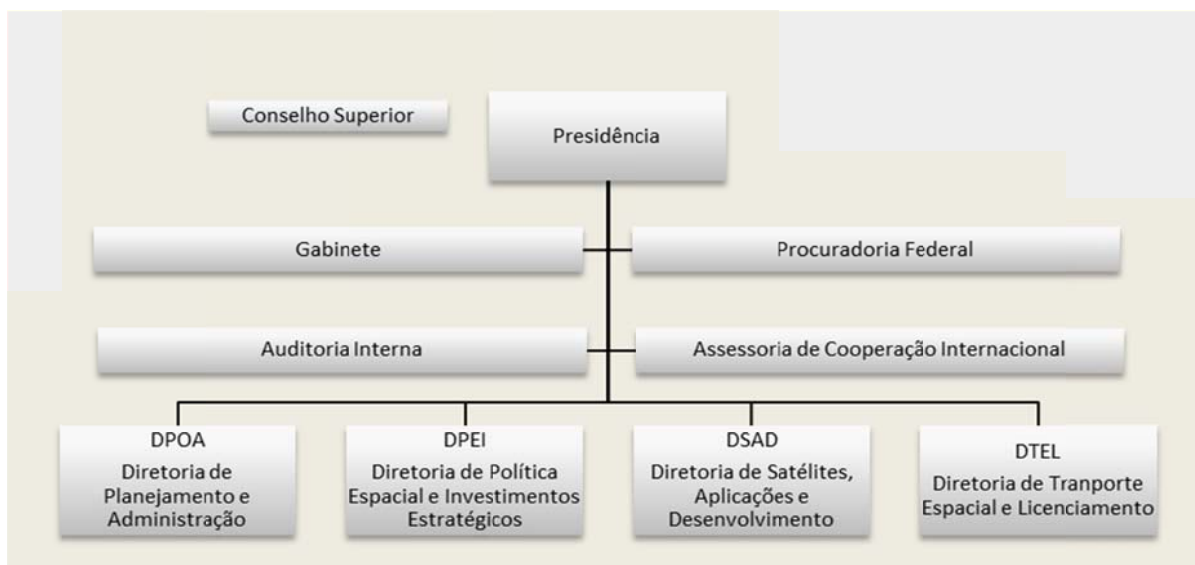 Conselho Superior
Presidência
Gabinete
Procuradoria Federal
Auditoria Interna
Assessoria de Cooperação Internacional
DPOA
Diretoria de
Planejamento e
Administração
DPEI
Diretoria de Política
Espacial e Investimentos
Estratégicos
DSAD
Diretoria de Satélites,
Aplicações e
Desenvolvimento
DTEL
Diretoria de Tranporte
Espacial e Licenciamento